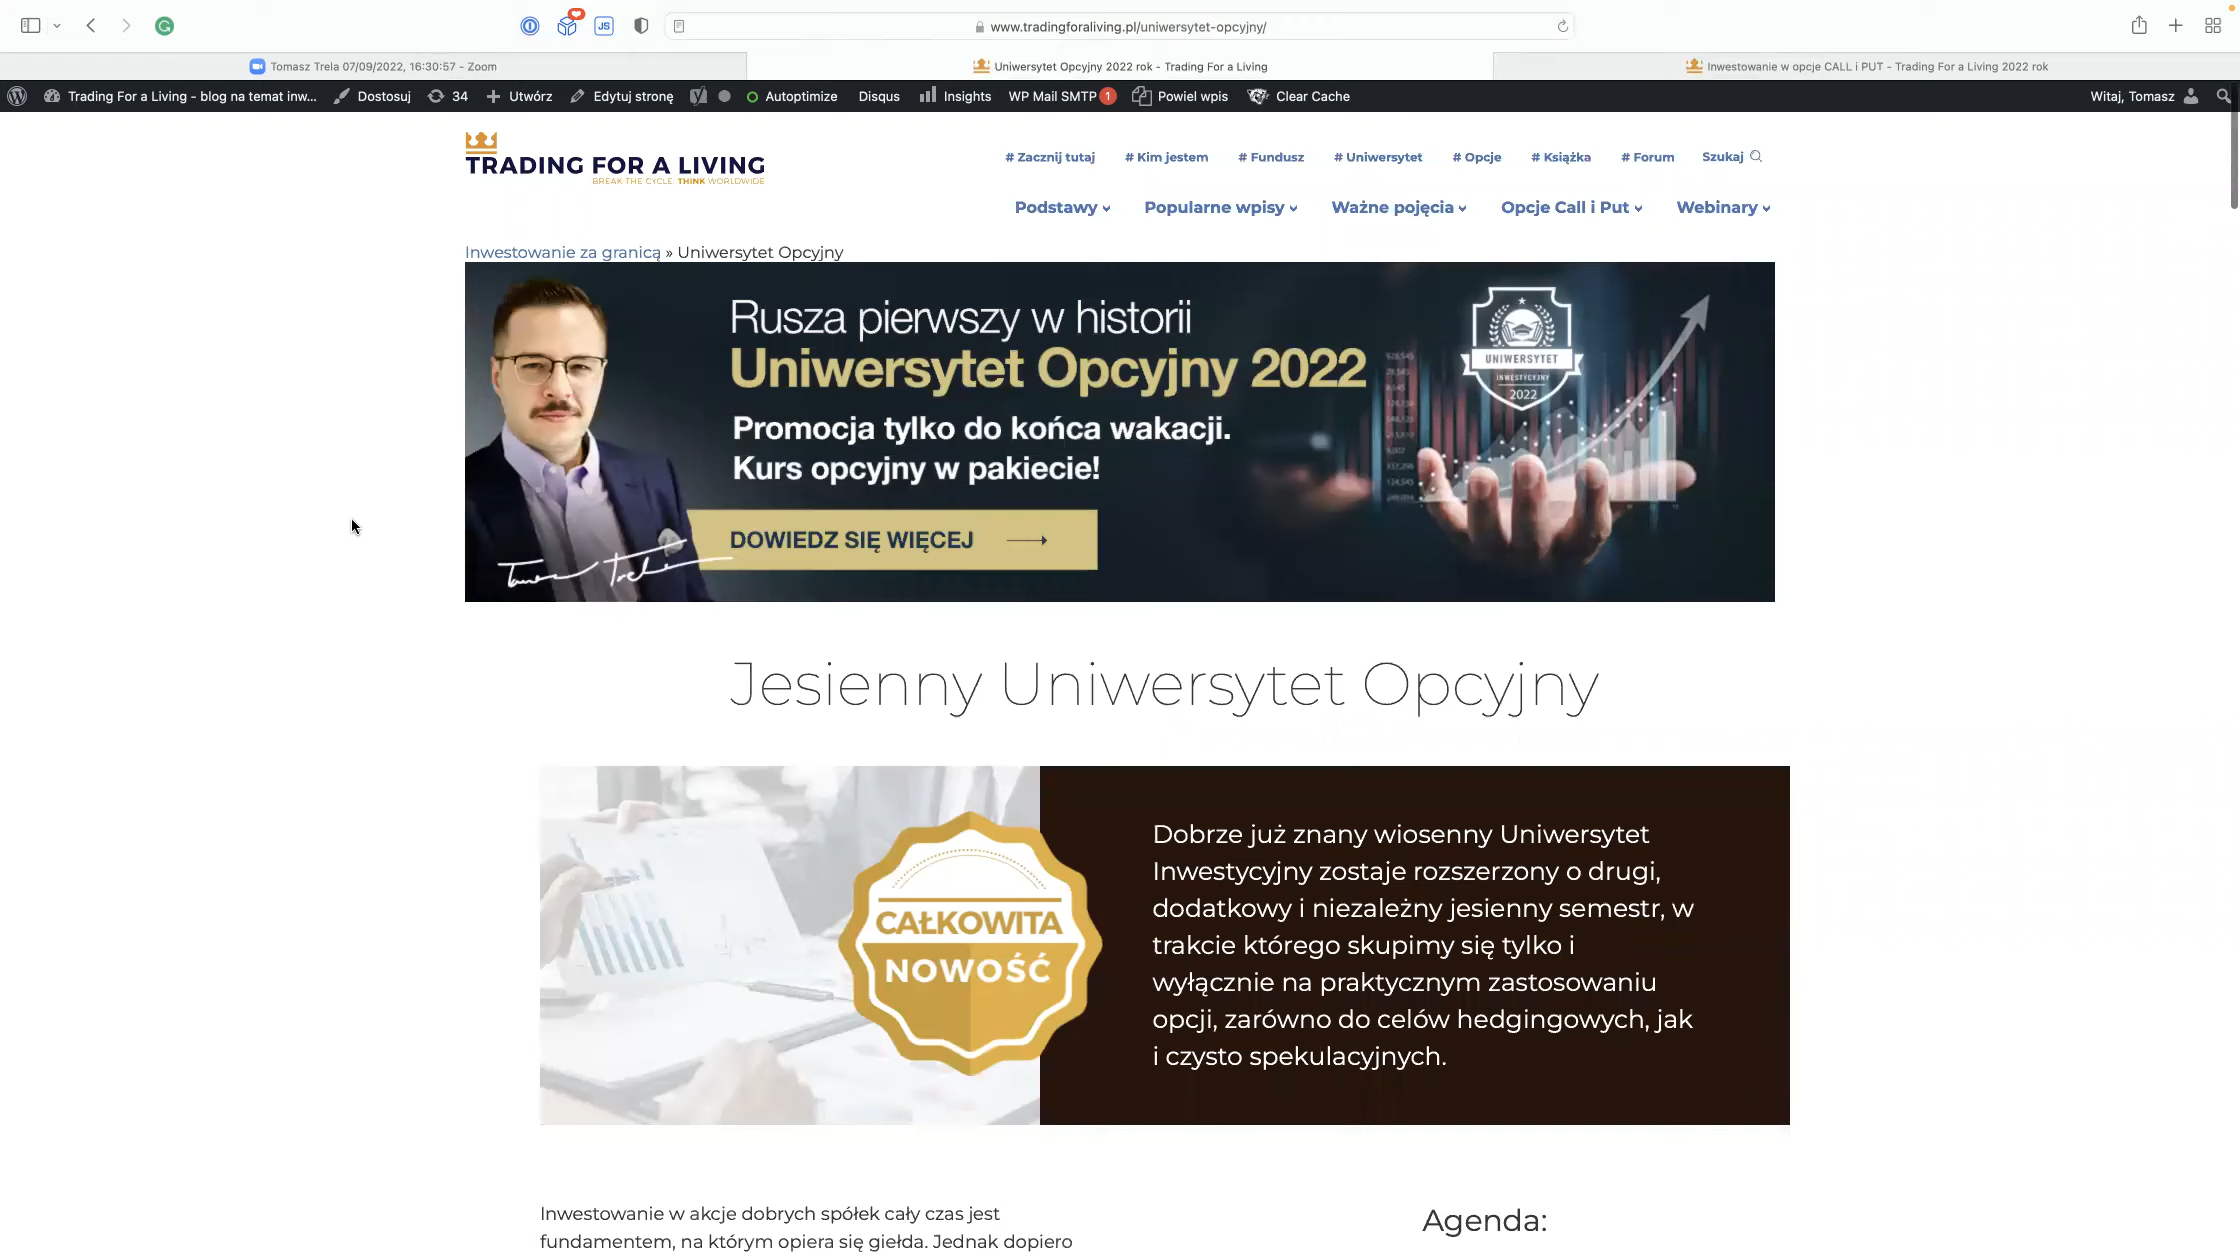 www.tradingforaliving.pl/uniwersytet-opcyjny/
Tomasz Trela 07/09/2022, 16:30:57 - Zoom
Uniwersytet Opcyjny 2022 rok - Trading For a Living
Inwestowanie w opcje CALL i PUT - Trading For a Living 2022 rok
Trading For a Living - blog na temat inw... Dostosuj 34 Utwórz Edytuj stronę Autoptimize Disqus Insights WP Mail SMTP 1 Powiel wpis Clear Cache Witaj, Tomasz
TRADING FOR A LIVING
BREAK THE CYCLE. THINK WORLDWIDE
# Zacznij tutaj # Kim jestem # Fundusz # Uniwersytet # Opcje # Książka # Forum Szukaj
Podstawy Popularne wpisy Ważne pojęcia Opcje Call i Put Webinary
Inwestowanie za granicą » Uniwersytet Opcyjny
Rusza pierwszy w historii
Uniwersytet Opcyjny 2022
Promocja tylko do końca wakacji.
Kurs opcyjny w pakiecie!
DOWIEDZ SIĘ WIĘCEJ
UNIWERSYTET
INWESTYCYJNY
2022
Jesienny Uniwersytet Opcyjny
CAŁKOWITA
NOWOŚĆ
Dobrze już znany wiosenny Uniwersytet
Inwestycyjny zostaje rozszerzony o drugi,
dodatkowy i niezależny jesienny semestr, w
trakcie którego skupimy się tylko i
wyłącznie na praktycznym zastosowaniu
opcji, zarówno do celów hedgingowych, jak
i czysto spekulacyjnych.
Inwestowanie w akcje dobrych spółek cały czas jest
fundamentem, na którym opiera się giełda. Jednak dopiero
Agenda: